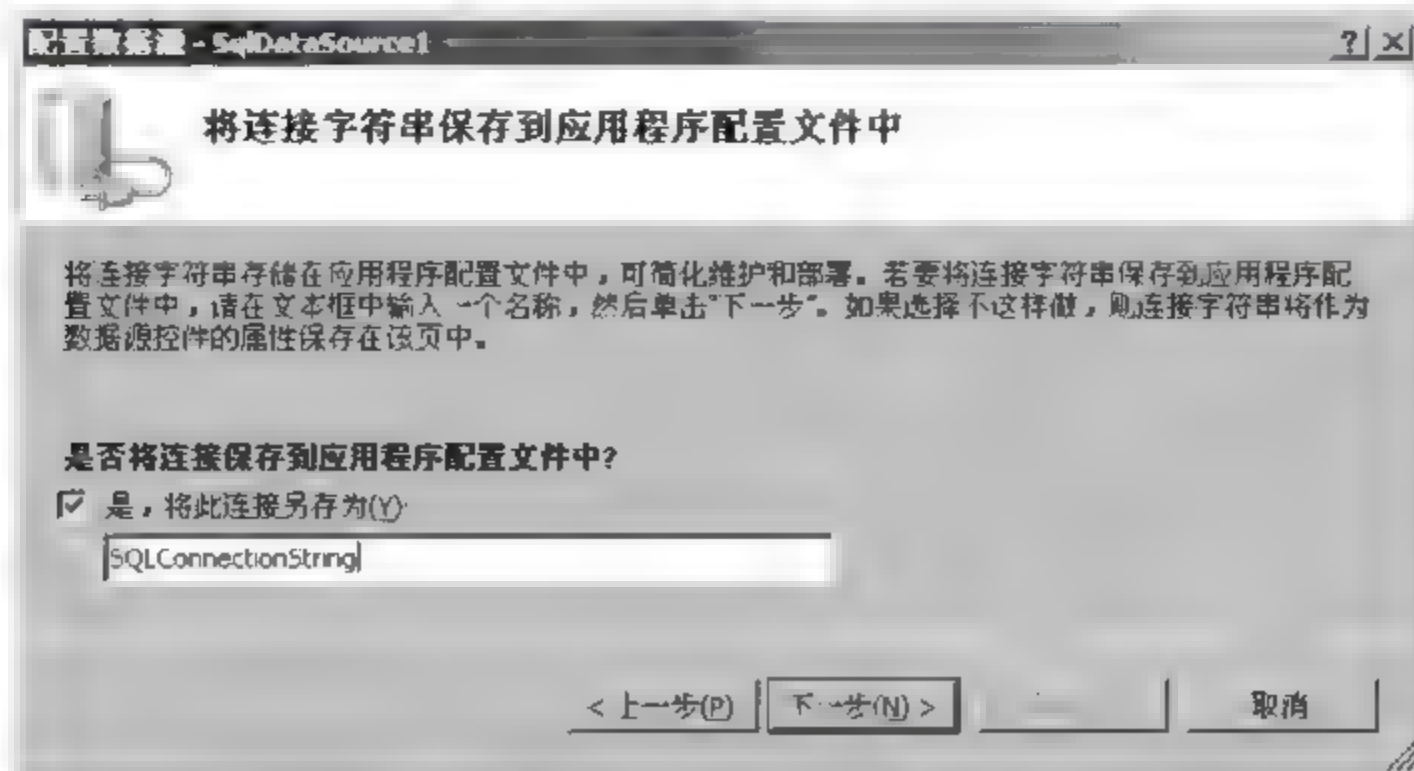 配置数据源 - SqlDataSource1
将连接字符串保存到应用程序配置文件中
将连接字符串存储在应用程序配置文件中，可简化维护和部署。若要将连接字符串保存到应用程序配
置文件中，请在文本框中输入一个名称，然后单击"下一步"。如果选择不这样做，则连接字符串将作为
数据源控件的属性保存在该页中。
是否将连接保存到应用程序配置文件中?
是，将此连接另存为(Y):
SQLConnectionString
< 上一步(P)
下一步(N) >
取消